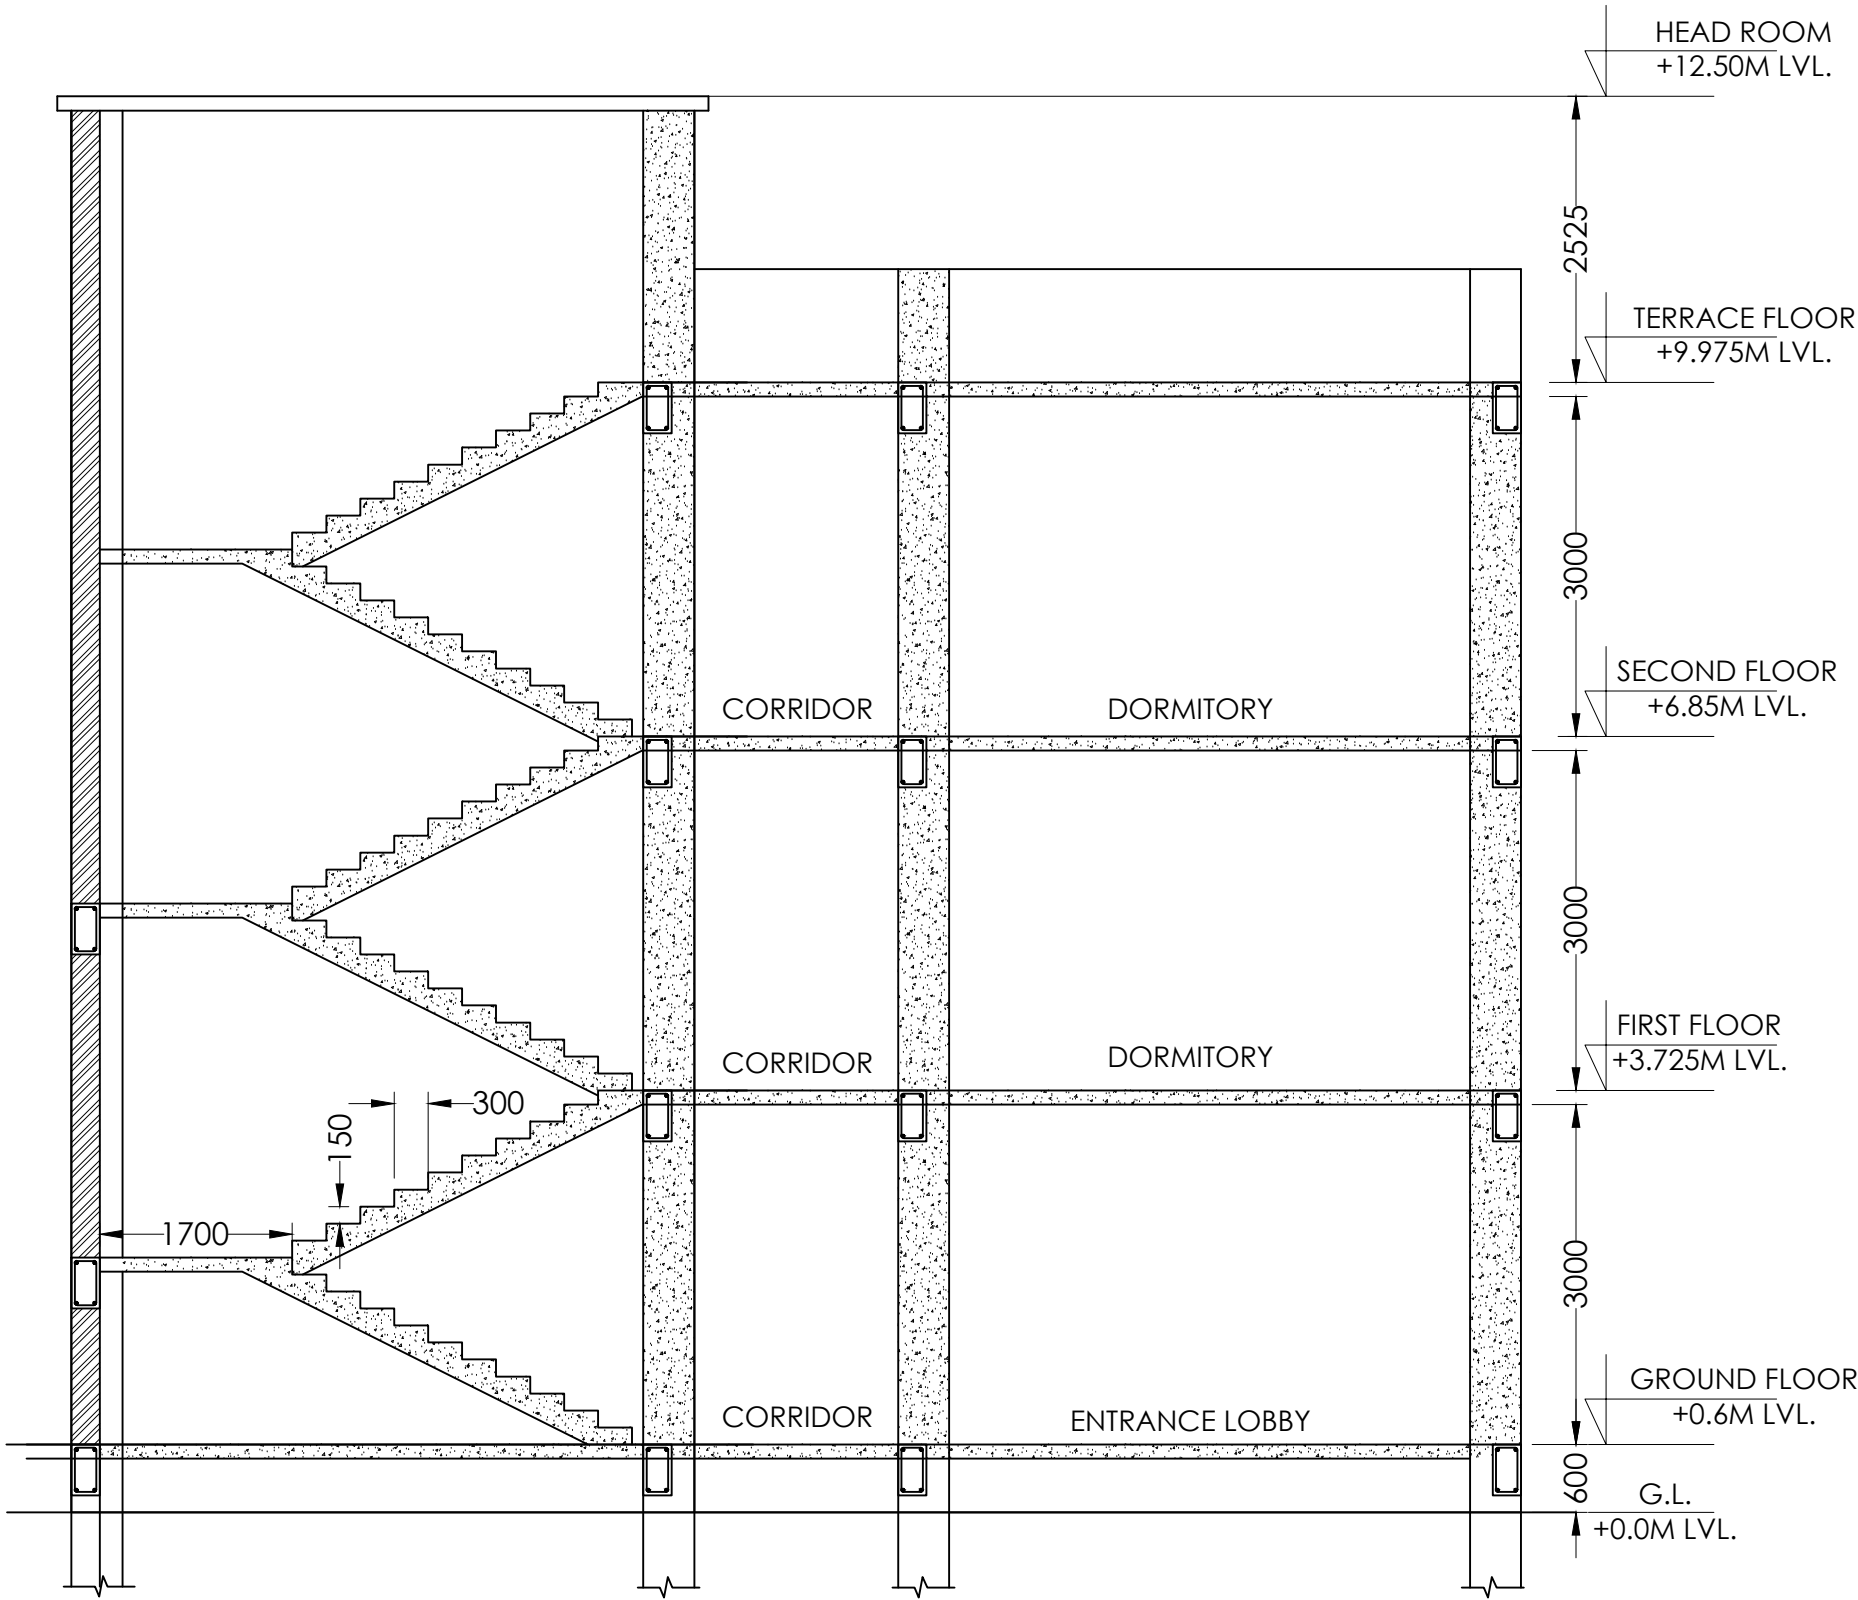 HEAD ROOM
+12.50M LVL.
2525
TERRACE FLOOR
+9.975M LVL.
3000
SECOND FLOOR
+6.85M LVL.
CORRIDOR
DORMITORY
3000
FIRST FLOOR
+3.725M LVL.
CORRIDOR
DORMITORY
300
150
1700
3000
GROUND FLOOR
+0.6M LVL.
CORRIDOR
ENTRANCE LOBBY
600
G.L.
+0.0M LVL.